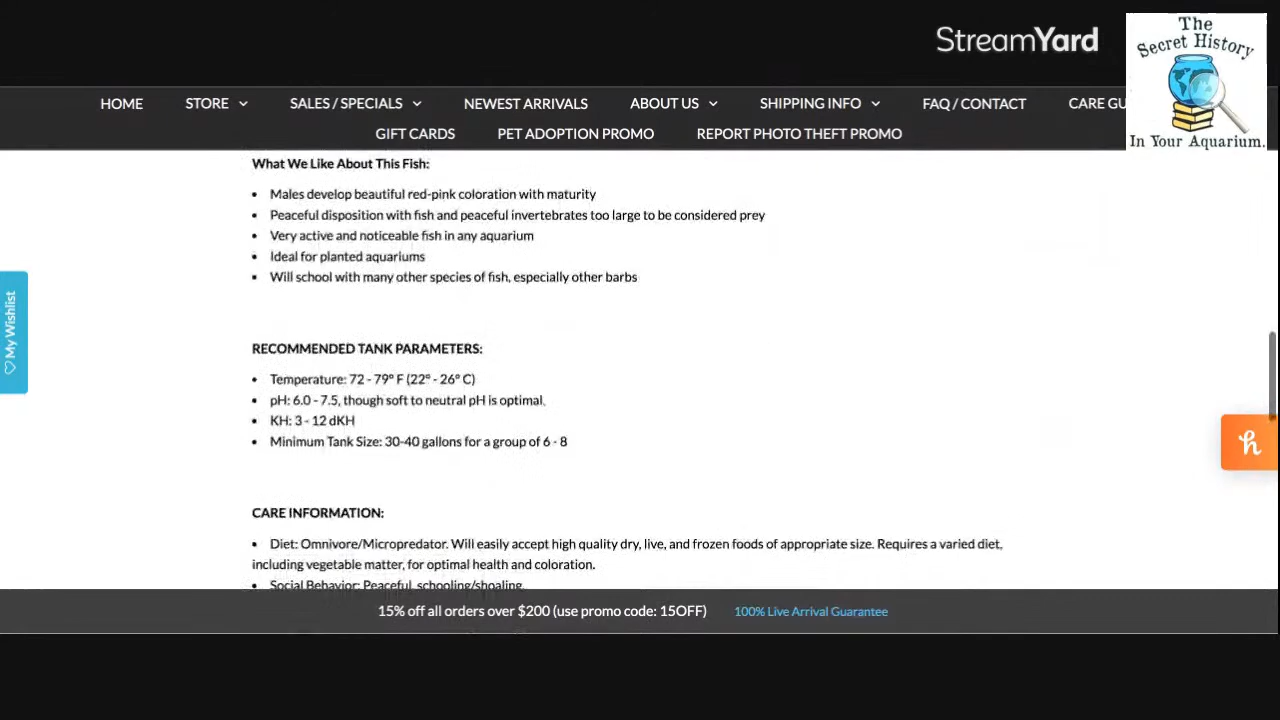 StreamYard
The
Secret History
In Your Aquarium.
HOME STORE SALES / SPECIALS NEWEST ARRIVALS ABOUT US SHIPPING INFO FAQ / CONTACT CARE GU
GIFT CARDS PET ADOPTION PROMO REPORT PHOTO THEFT PROMO
What We Like About This Fish:
• Males develop beautiful red-pink coloration with maturity
• Peaceful disposition with fish and peaceful invertebrates too large to be considered prey
• Very active and noticeable fish in any aquarium
• Ideal for planted aquariums
• Will school with many other species of fish, especially other barbs
My Wishlist
RECOMMENDED TANK PARAMETERS:
• Temperature: 72 - 79° F (22° - 26° C)
• pH: 6.0 - 7.5, though soft to neutral pH is optimal.
• KH: 3 - 12 dKH
• Minimum Tank Size: 30-40 gallons for a group of 6 - 8
h
CARE INFORMATION:
• Diet: Omnivore/Micropredator. Will easily accept high quality dry, live, and frozen foods of appropriate size. Requires a varied diet,
including vegetable matter, for optimal health and coloration.
• Social Behavior: Peaceful, schooling/shoaling.
15% off all orders over $200 (use promo code: 15OFF) 100% Live Arrival Guarantee